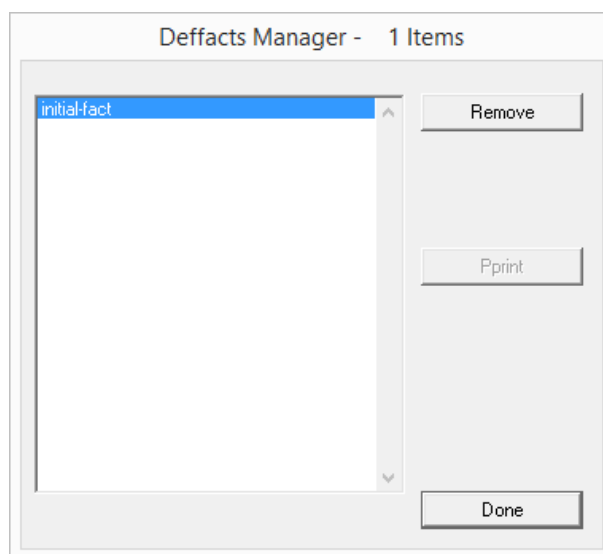 Deffacts Manager - 1 Items
initial-fact
Remove
Pprint
Done